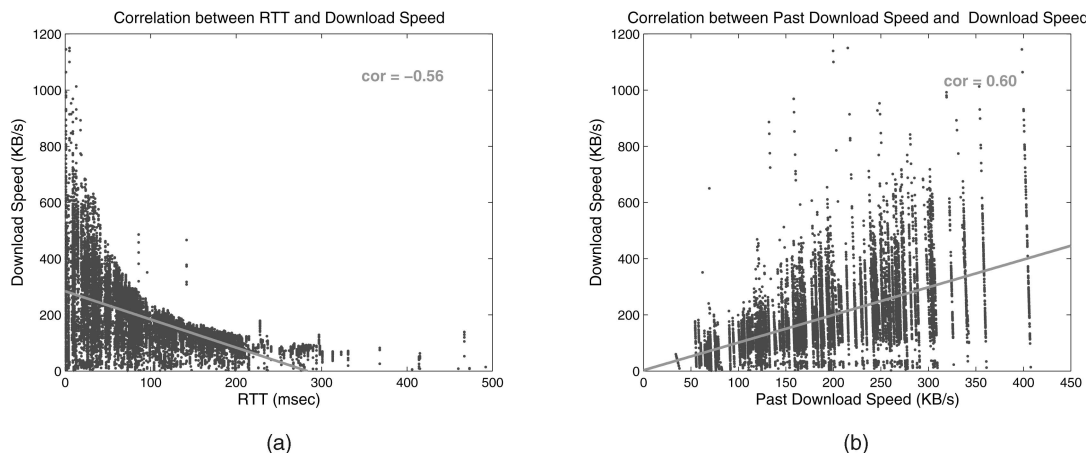 Correlation between RTT and Download Speed
1200
1000
800
600
400
200
0
Download Speed (KB/s)
cor = −0.56
0 100 200 300 400 500
RTT (msec)
(a)
Correlation between Past Download Speed and Download Speed
1200
1000
800
600
400
200
0
Download Speed (KB/s)
cor = 0.60
0 50 100 150 200 250 300 350 400 450
Past Download Speed (KB/s)
(b)